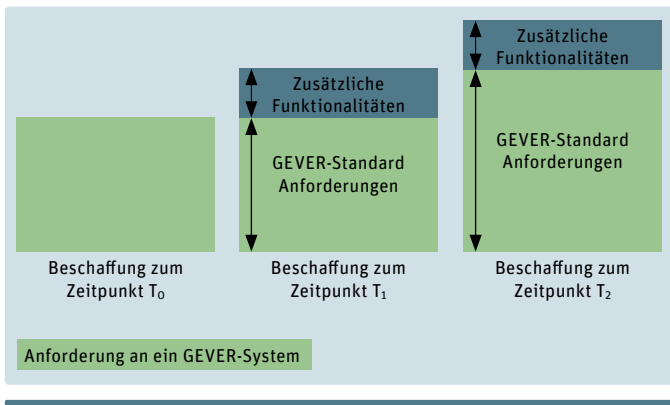 Zusätzliche
Funktionalitäten
GEVER-Standard
Anforderungen
Zusätzliche
Funktionalitäten
GEVER-Standard
Anforderungen
Beschaffung zum
Zeitpunkt T₀
Beschaffung zum
Zeitpunkt T₁
Beschaffung zum
Zeitpunkt T₂
Anforderung an ein GEVER-System